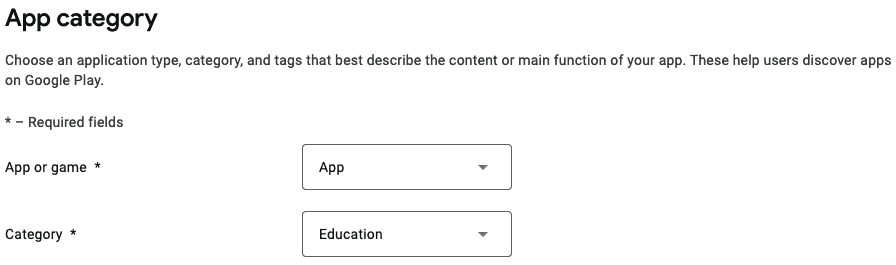 App category
Choose an application type, category, and tags that best describe the content or main function of your app. These help users discover apps
on Google Play.
* – Required fields
App or game * App
Category * Education